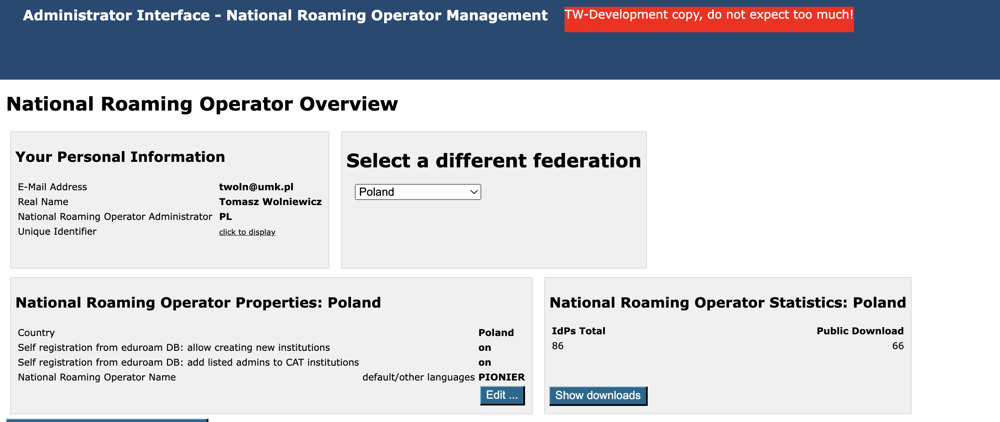 Administrator Interface - National Roaming Operator Management
TW-Development copy, do not expect too much!
National Roaming Operator Overview
Your Personal Information
E-Mail Address twoln@umk.pl
Real Name Tomasz Wolniewicz
National Roaming Operator Administrator PL
Unique Identifier click to display
Select a different federation
Poland
National Roaming Operator Properties: Poland
Country Poland
Self registration from eduroam DB: allow creating new institutions on
Self registration from eduroam DB: add listed admins to CAT institutions on
National Roaming Operator Name default/other languages PIONIER
Edit ...
National Roaming Operator Statistics: Poland
IdPs Total Public Download
86 66
Show downloads